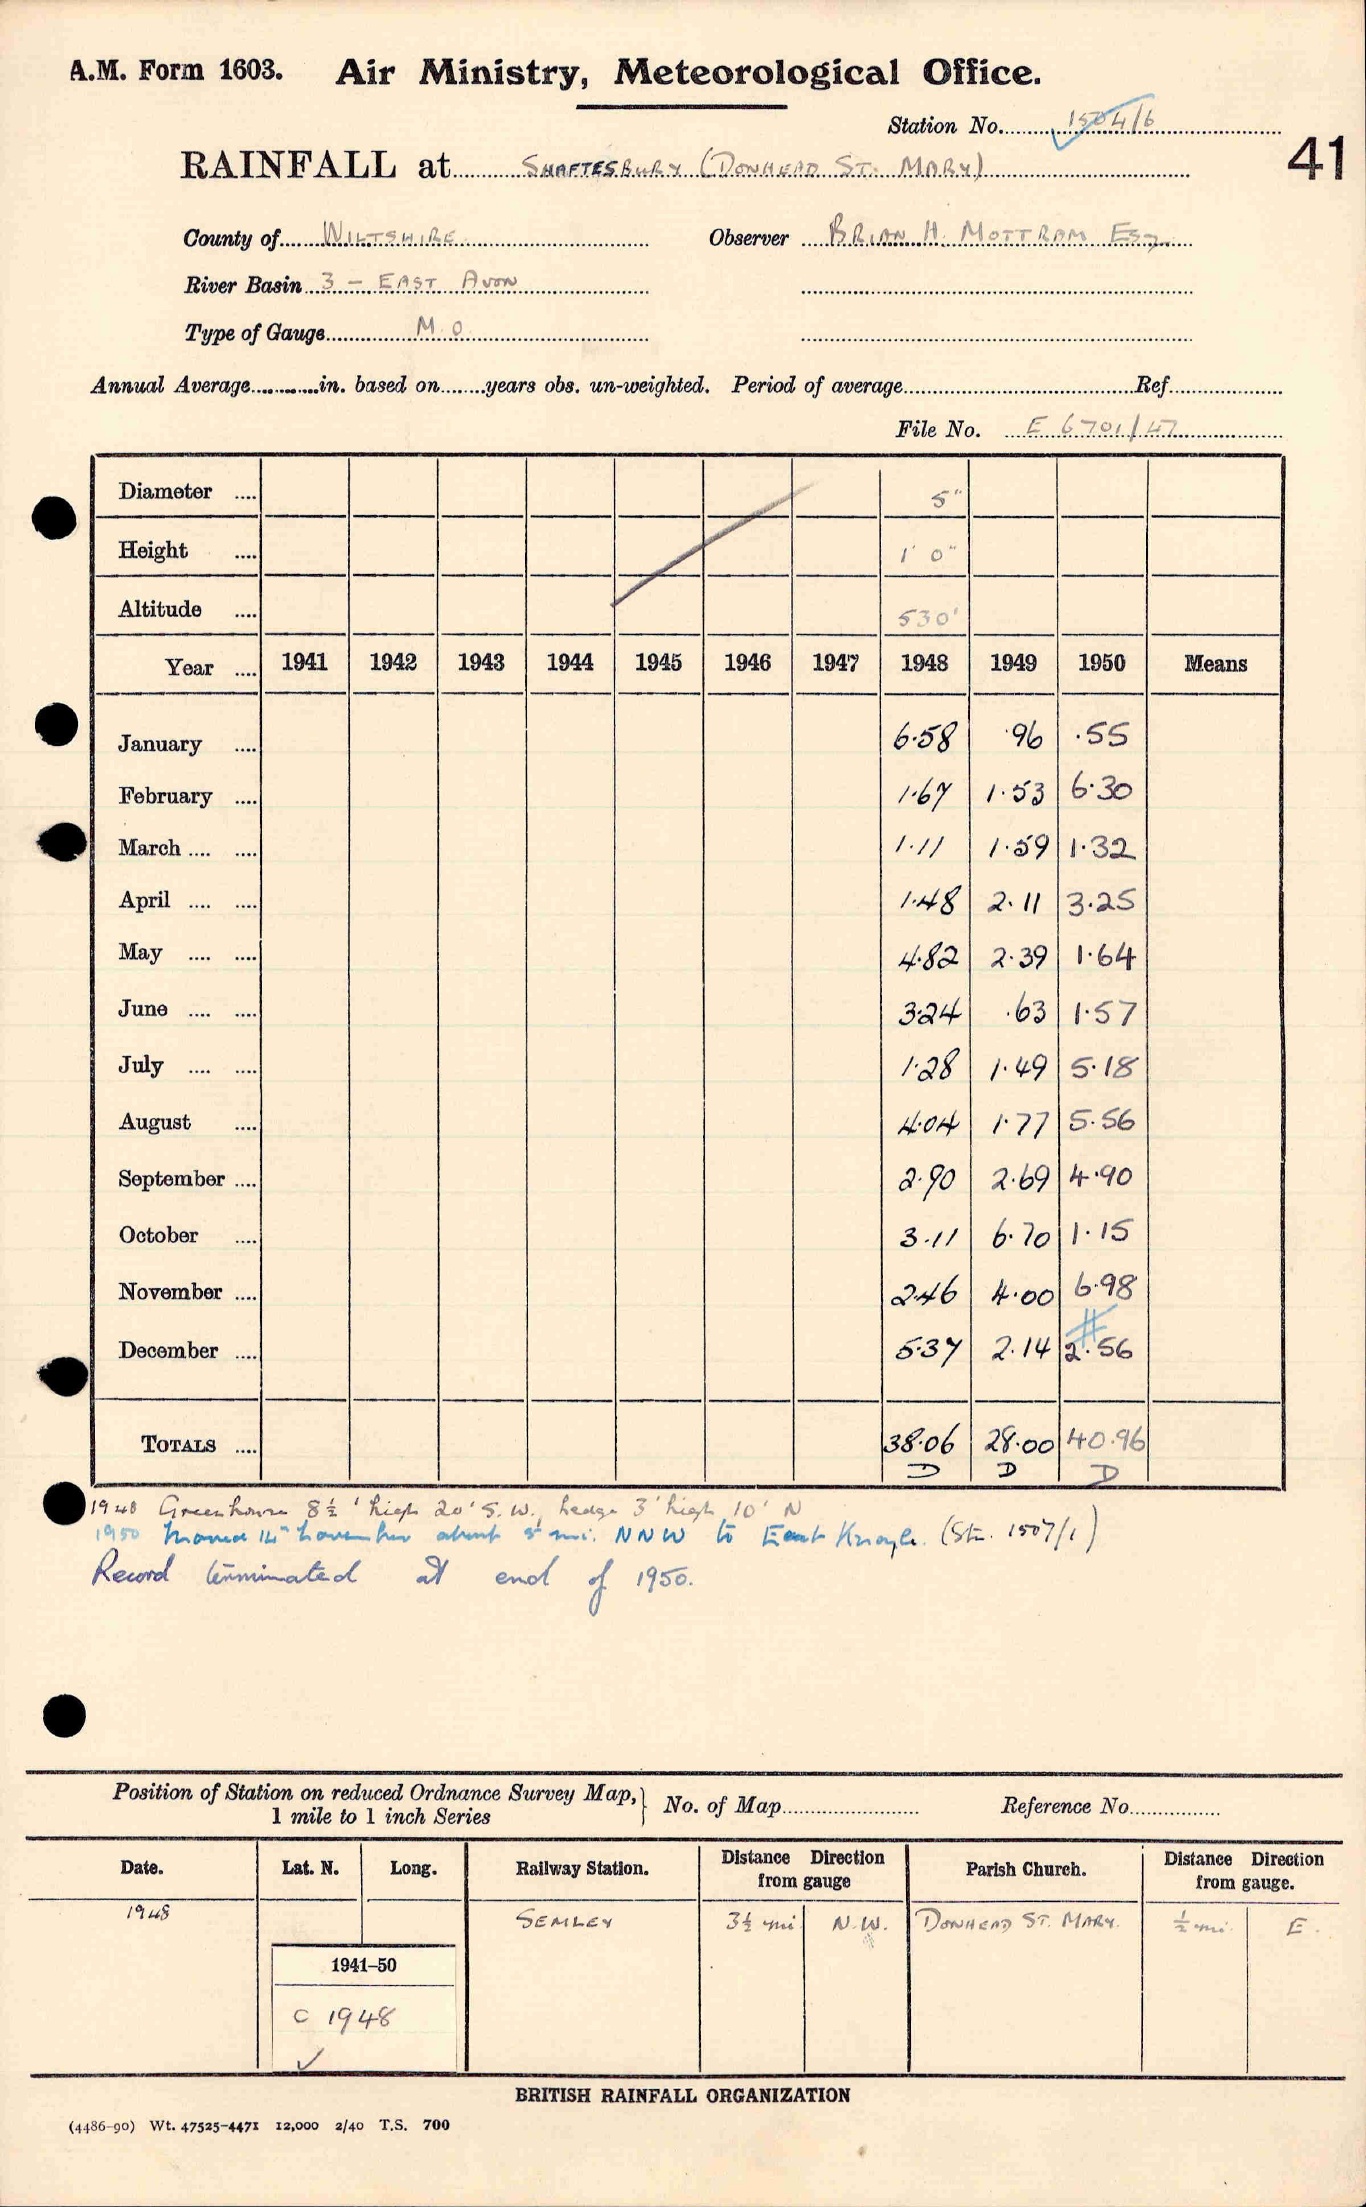 A.M. Form 1603. Air Ministry, Meteorological Office.
Station No. 1504/6
41
RAINFALL at SHAFTESBURY (DONHEAD ST. MARY)
County of WILTSHIRE Observer BRIAN H. MOTTRAM ESQ.
River Basin 3 - EAST AVON
Type of Gauge M.O.
Annual Average in. based on years obs. un-weighted. Period of average Ref
File No. E 6701/47
Diameter 5"
Height 1' 0"
Altitude 530'
Year 1941 1942 1943 1944 1945 1946 1947 1948 1949 1950 Means
January 6.58 .96 .55
February 1.67 1.53 6.30
March 1.11 1.59 1.32
April 1.48 2.11 3.25
May 4.82 2.39 1.64
June 3.24 .63 1.57
July 1.28 1.49 5.18
August 4.04 1.77 5.56
September 2.90 2.69 4.90
October 3.11 6.70 1.15
November 2.46 4.00 6.98
December 5.37 2.14 # 2.56
TOTALS 38.06 28.00 40.96
D D D
1948 Greenhouse 8½' high 20' S.W., hedge 3' high 10' N
1950 Moved 14th November about mi. NNW to East Knoyle. (St. 1507/1)
Record terminated at end of 1950.
Position of Station on reduced Ordnance Survey Map, 1 mile to 1 inch Series } No. of Map Reference No.
Date. Lat. N. Long. Railway Station. Distance Direction from gauge Parish Church. Distance Direction from gauge.
1948 SEMLEY 3½ mi N.W. DONHEAD ST. MARY. ½ mi. E.
1941–50
C 1948
✓
BRITISH RAINFALL ORGANIZATION
(4486-90) Wt. 47525-4471 12,000 2/40 T.S. 700